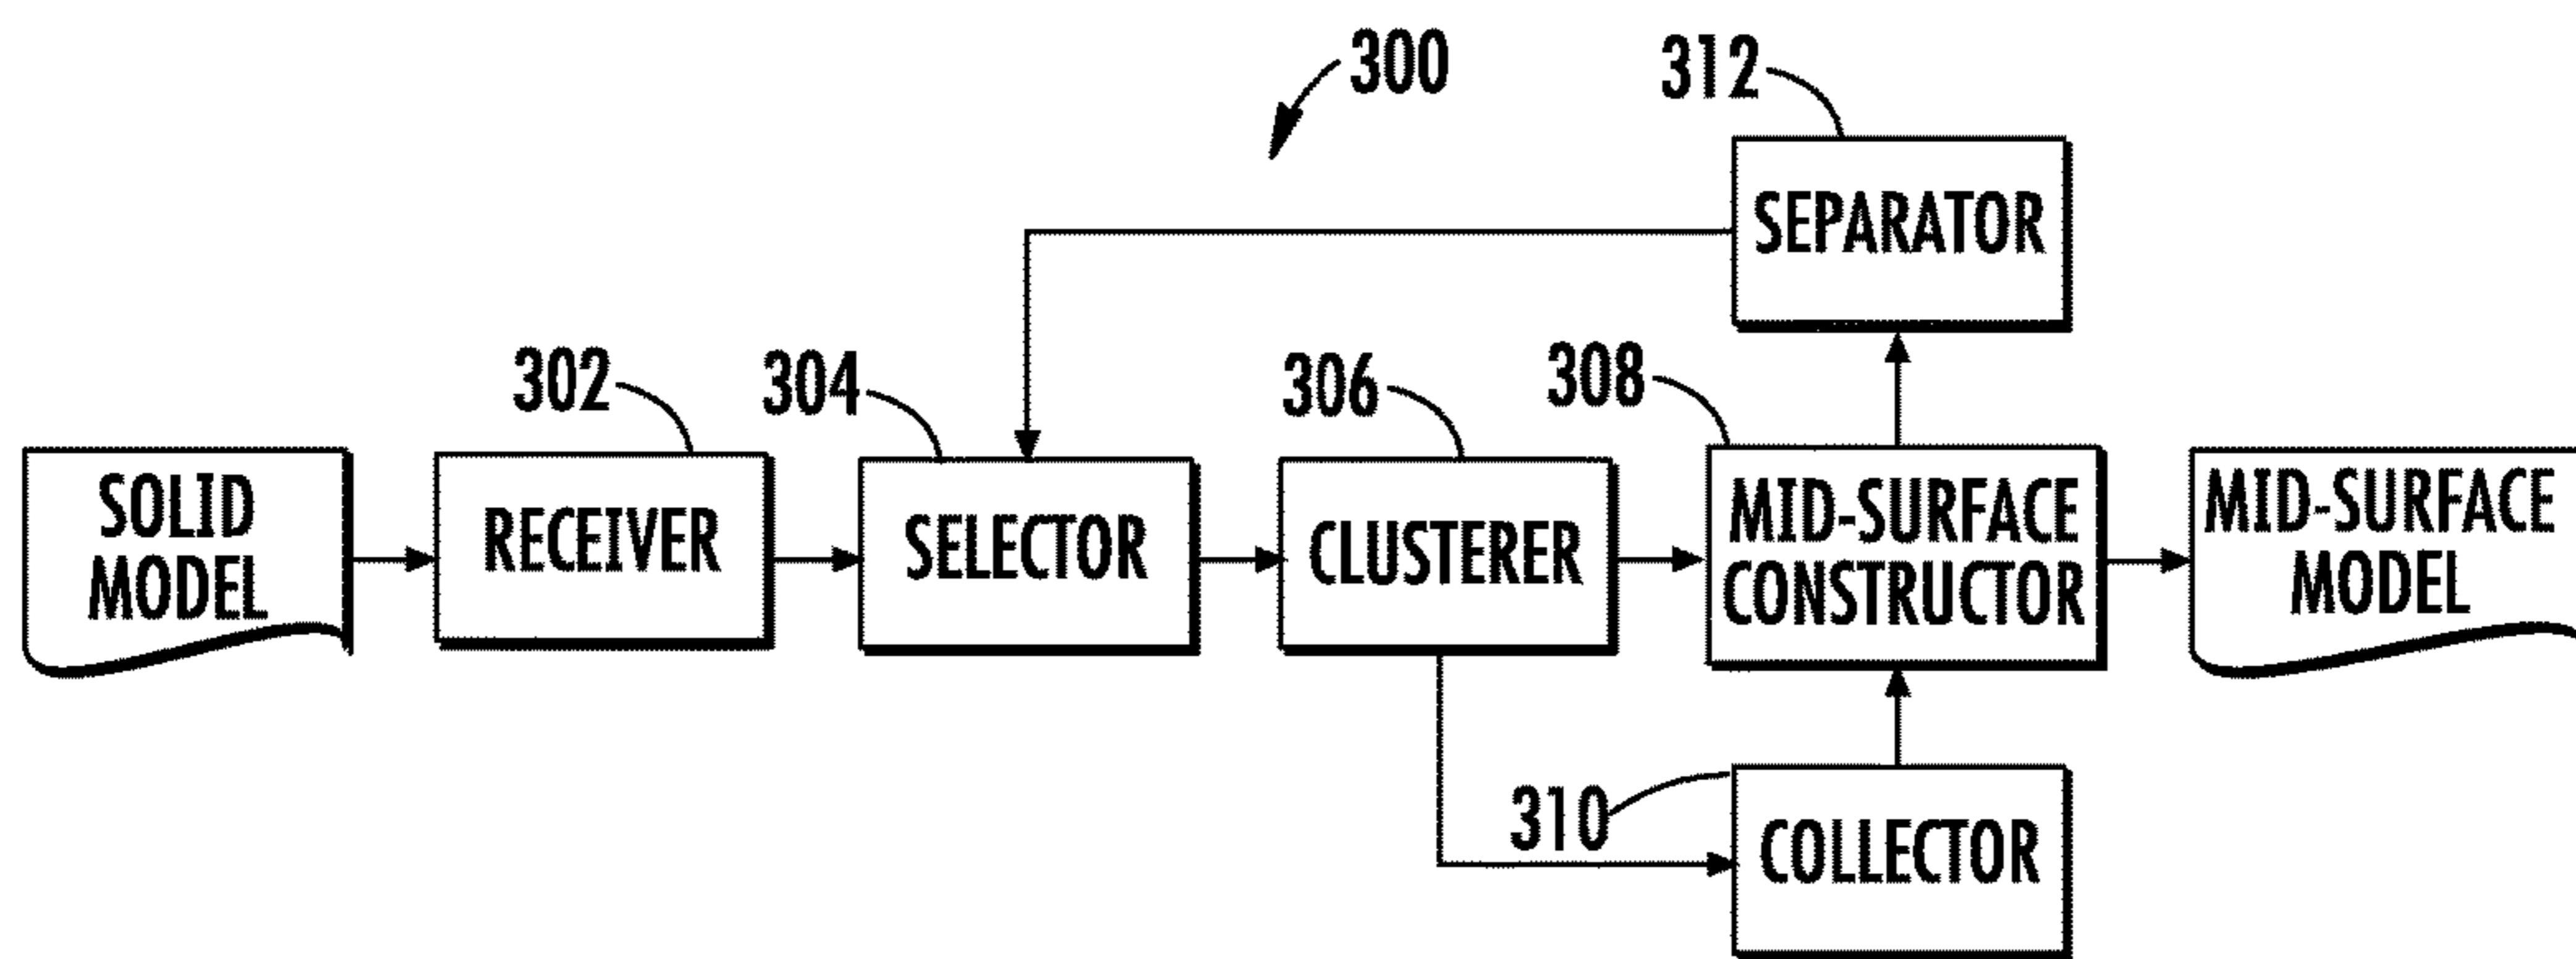 300
312
SEPARATOR
302
304
306
308
SOLID
MODEL
RECEIVER
SELECTOR
CLUSTERER
MID-SURFACE
CONSTRUCTOR
MID-SURFACE
MODEL
310
COLLECTOR